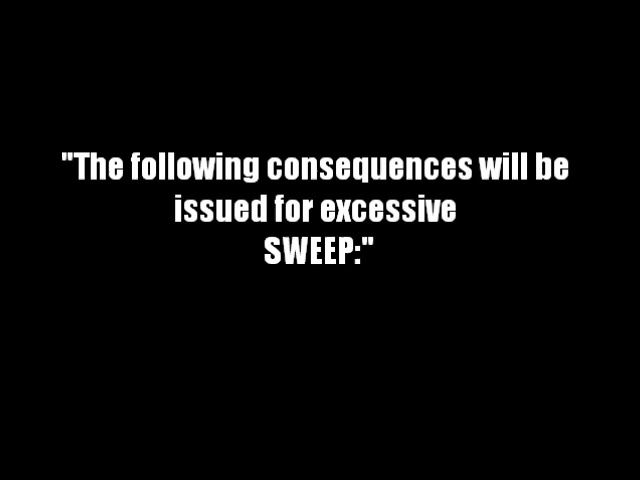 "The following consequences will be
issued for excessive
SWEEP:"